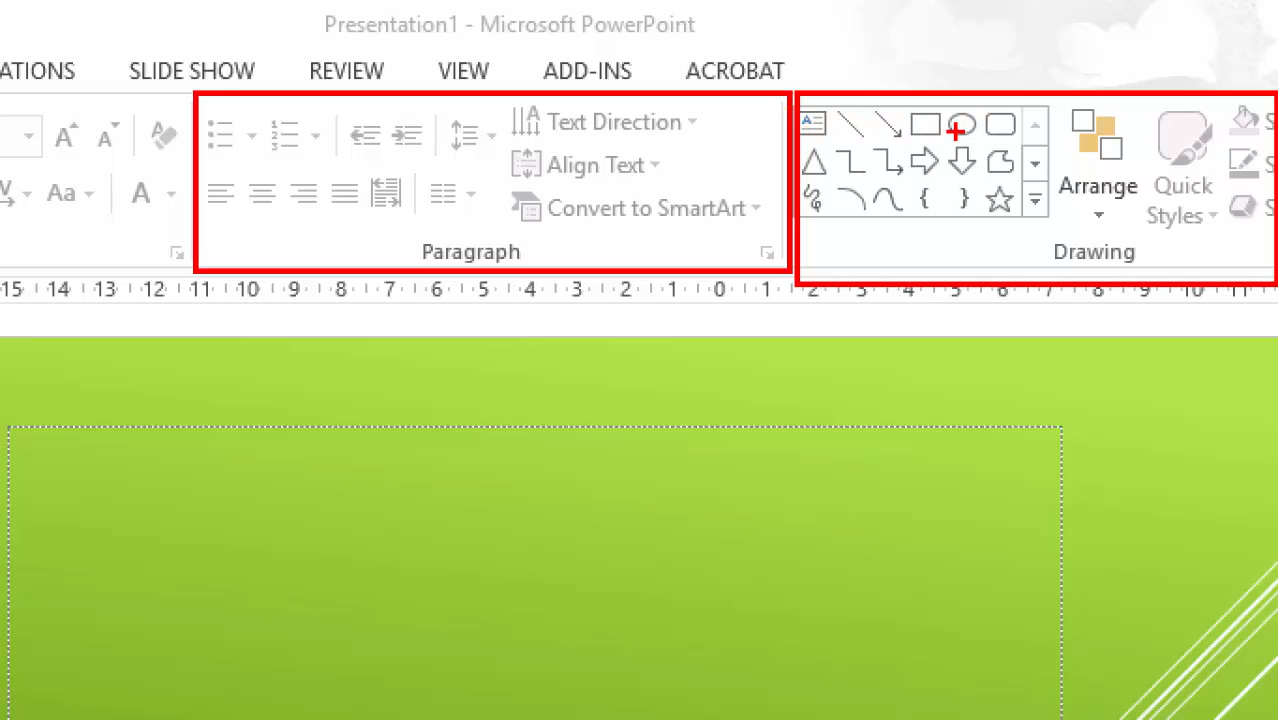 Presentation1 - Microsoft PowerPoint
ATIONS SLIDE SHOW REVIEW VIEW ADD-INS ACROBAT
Text Direction
Align Text
Convert to SmartArt
A A
Aa A
Arrange
Quick
Styles
Paragraph
Drawing
15 14 13 12 11 10 9 8 7 6 5 4 3 2 1 0 1 2 3 4 5 6 7 8 9 10 11